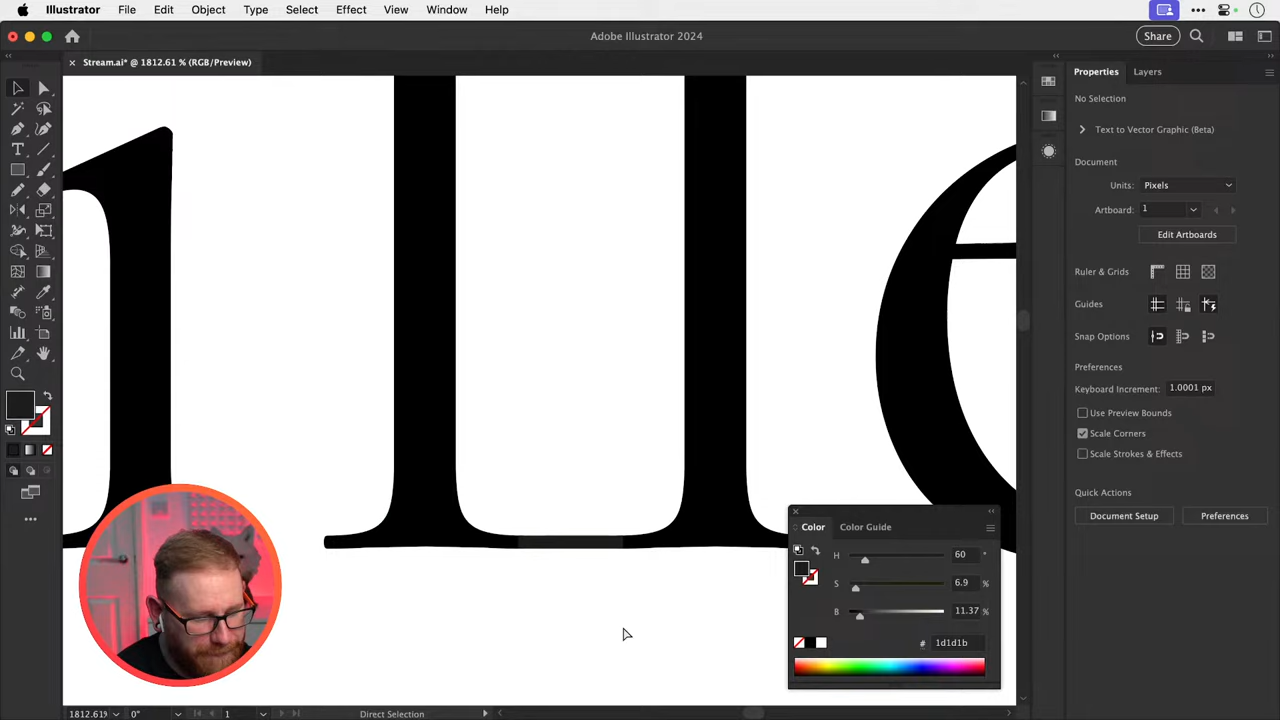 Illustrator File Edit Object Type Select Effect View Window Help
Adobe Illustrator 2024
Share
Stream.ai* @ 1812.61 % (RGB/Preview)
Properties Layers
No Selection
Text to Vector Graphic (Beta)
Document
Units: Pixels
Artboard: 1
Edit Artboards
Ruler & Grids
Guides
Snap Options
Preferences
Keyboard Increment: 1.0001 px
Use Preview Bounds
Scale Corners
Scale Strokes & Effects
Quick Actions
Document Setup Preferences
lle
Color Color Guide
H 60 °
S 6.9 %
B 11.37 %
# 1d1d1b
1812.61% 0° 1 Direct Selection